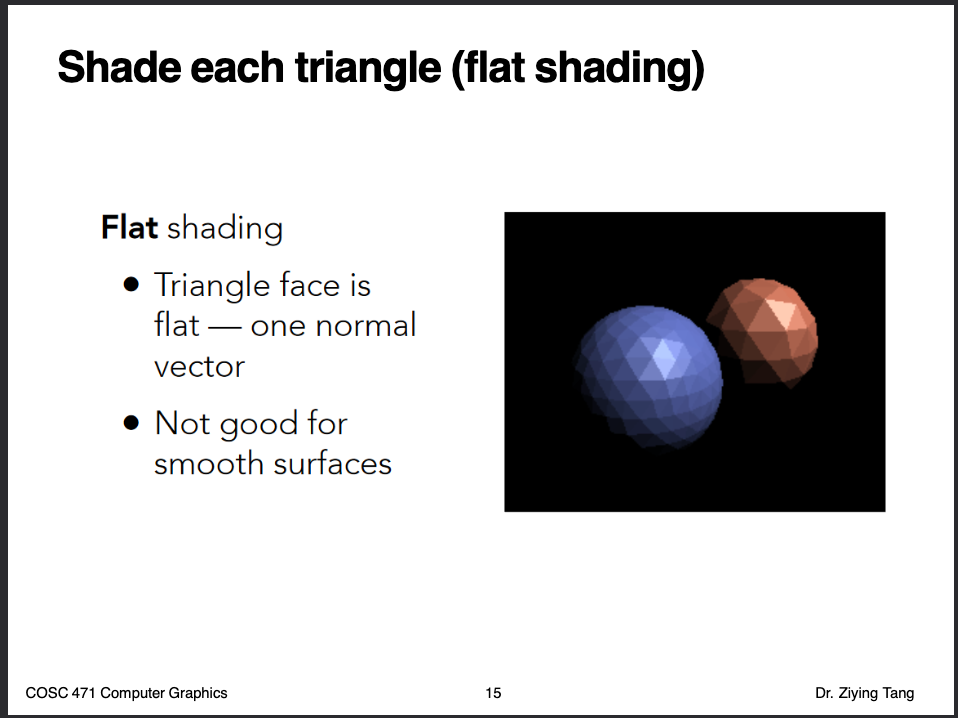 Shade each triangle (flat shading)
Flat shading
• Triangle face is
flat — one normal
vector
• Not good for
smooth surfaces
COSC 471 Computer Graphics
15
Dr. Ziying Tang